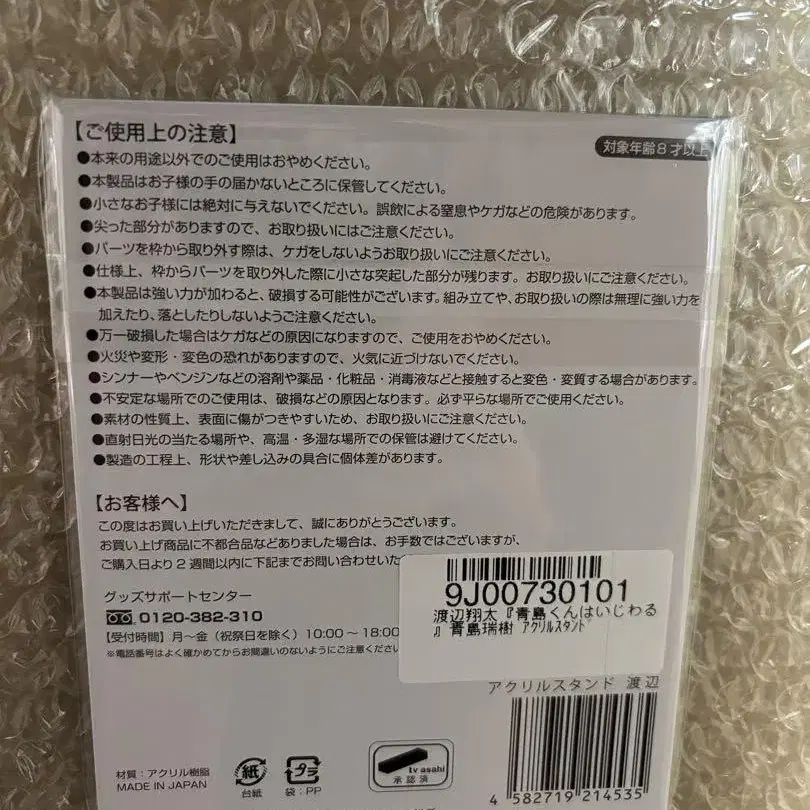 【ご使用上の注意】
対象年齢8才以上
●本来の用途以外でのご使用はおやめください。
●本製品はお子様の手の届かないところに保管してください。
●小さなお子様には絶対に与えないでください。誤飲による窒息やケガなどの危険があります。
●尖った部分がありますので、お取り扱いにはご注意ください。
●パーツを枠から取り外す際は、ケガをしないようお取り扱いにご注意ください。
●仕様上、枠からパーツを取り外した際に小さな突起した部分が残ります。お取り扱いにご注意ください。
●本製品は強い力が加わると、破損する可能性がございます。組み立てや、お取り扱いの際は無理に強い力を
加えたり、落としたりしないようご注意ください。
●万一破損した場合はケガなどの原因になりますので、ご使用をおやめください。
●火災や変形・変色の恐れがありますので、火気に近づけないでください。
●シンナーやベンジンなどの溶剤や薬品・化粧品・消毒液などと接触すると変色・変質する場合があります。
●不安定な場所でのご使用は、破損などの原因となります。必ず平らな場所でご使用ください。
●素材の性質上、表面に傷がつきやすいため、お取り扱いにご注意ください。
●直射日光の当たる場所や、高温・多湿な場所での保管は避けてください。
●製造の工程上、形状や差し込みの具合に個体差があります。
【お客様へ】
この度はお買い上げいただきまして、誠にありがとうございます。
お買い上げ商品に不都合品などありました場合は、お手数ではございますが、
ご購入日より2週間以内に下記までお問い合わせいた
グッズサポートセンター
0120-382-310
【受付時間】月～金（祝祭日を除く）10:00～18:00
※電話番号はよく確かめてからお間違いのないようにご注意ください
9J00730101
渡辺翔太『青島くんはいじわる
』青島瑞樹 ｱｸﾘﾙｽﾀﾝﾄﾞ
アクリルスタンド 渡辺
材質：アクリル樹脂
MADE IN JAPAN
紙
台紙
プラ
袋：PP
tv asahi
承認済
4 582719 214535